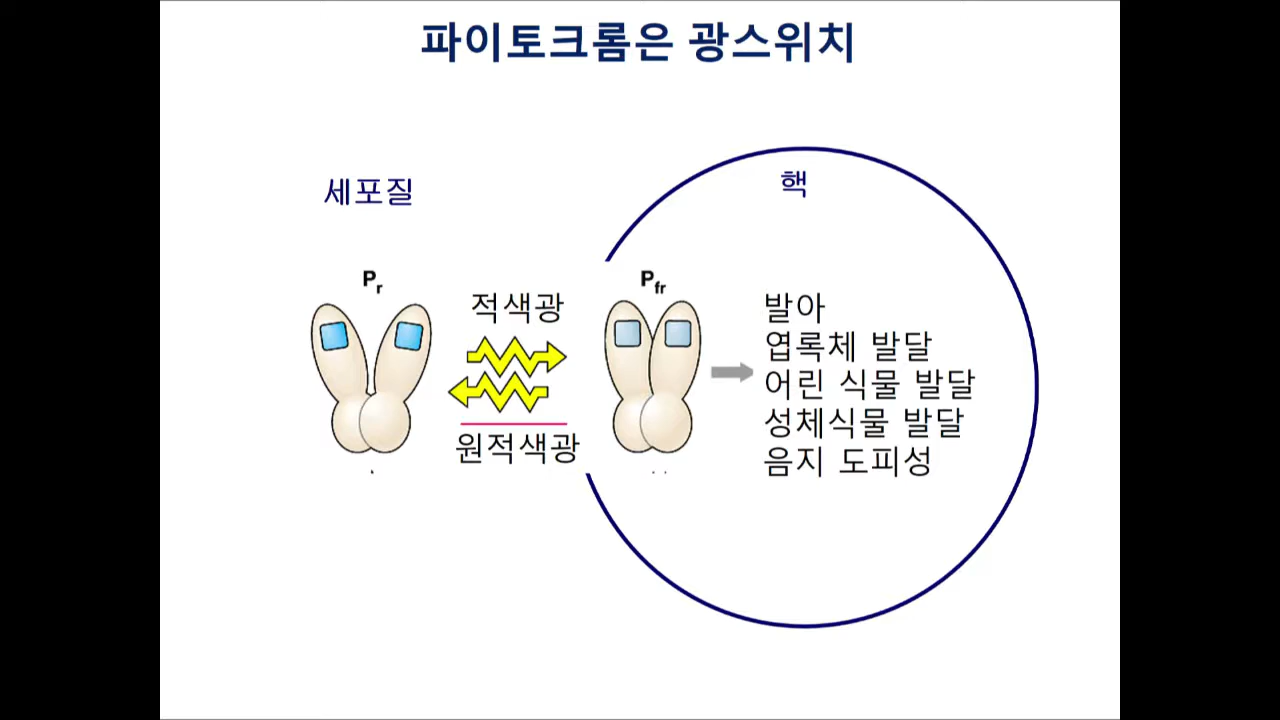 파이토크롬은 광스위치
세포질
핵
Pr
적색광
원적색광
Pfr
발아
엽록체 발달
어린 식물 발달
성체식물 발달
음지 도피성